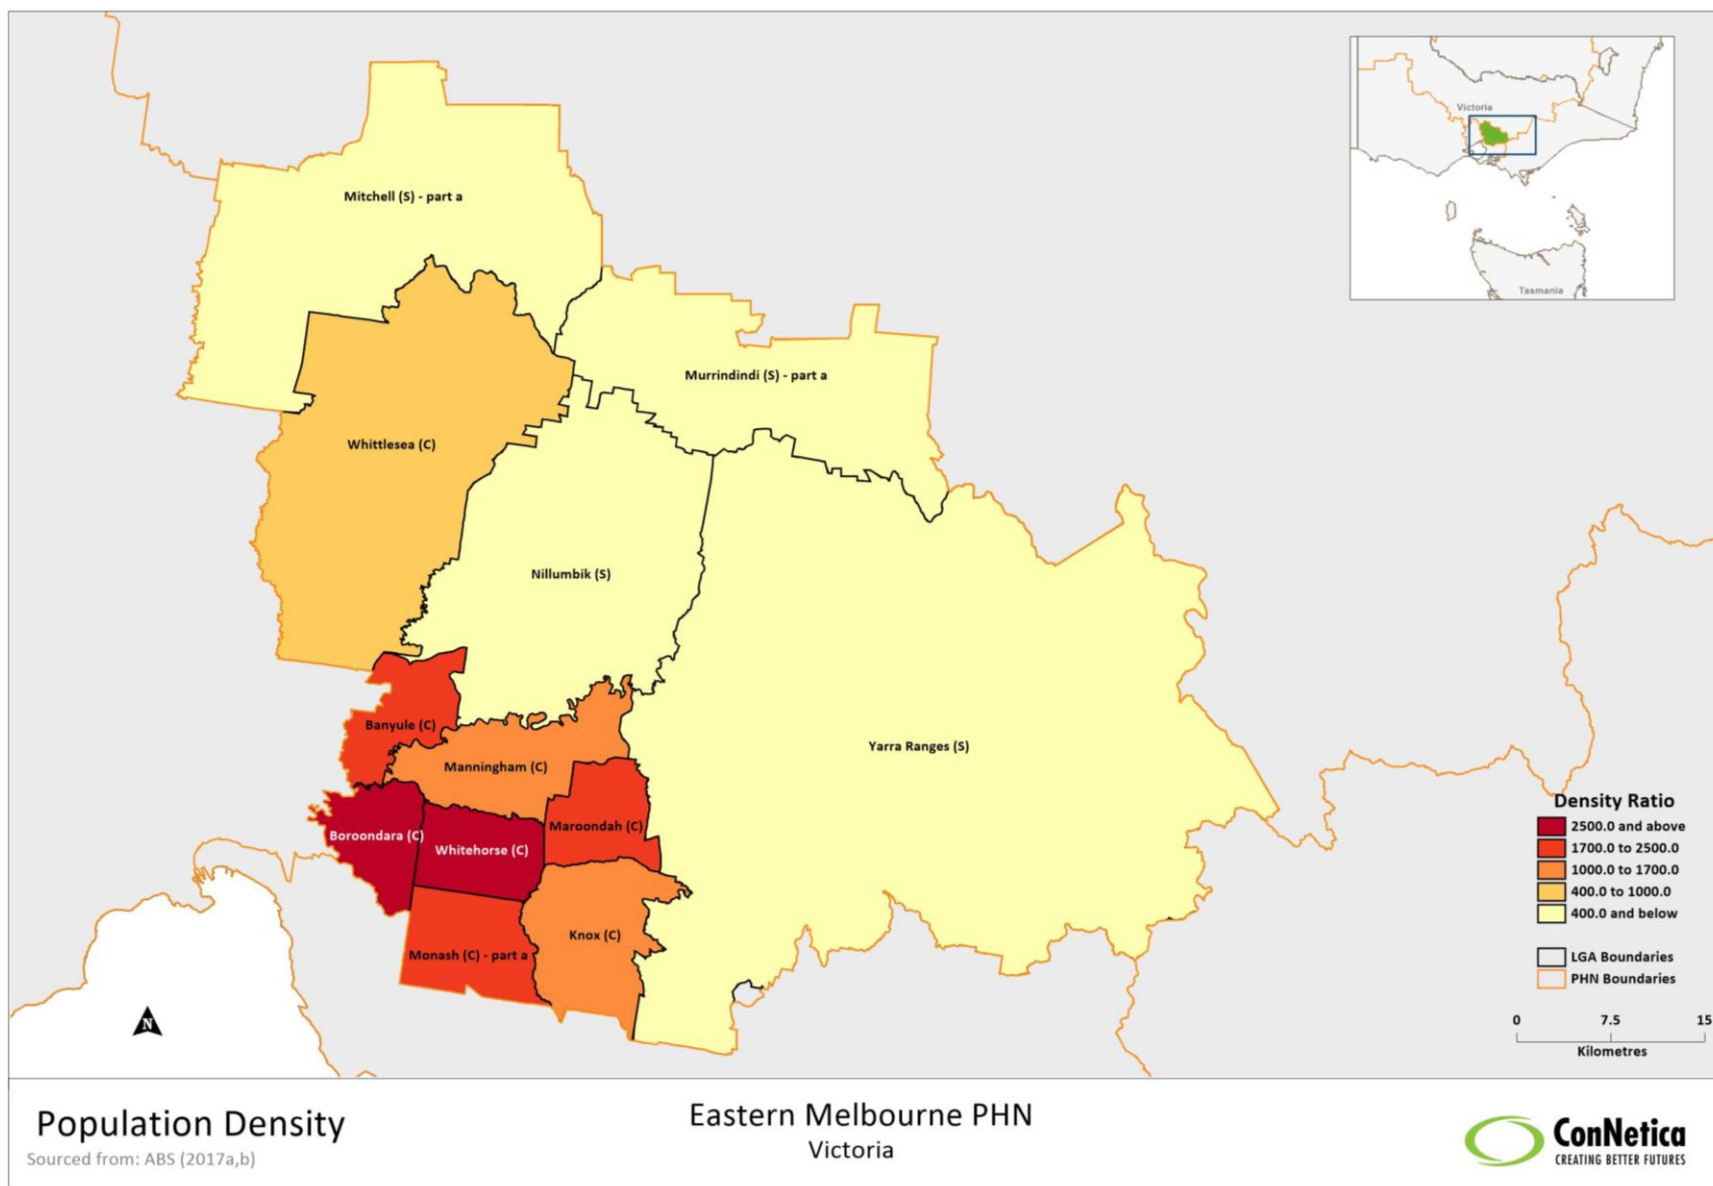 Victoria
Tasmania
Mitchell (S) - part a
Murrindindi (S) - part a
Whittlesea (C)
Nillumbik (S)
Banyule (C)
Yarra Ranges (S)
Manningham (C)
Maroondah (C)
Boroondara (C)
Whitehorse (C)
Knox (C)
Monash (C) - part a
Density Ratio
2500.0 and above
1700.0 to 2500.0
1000.0 to 1700.0
400.0 to 1000.0
400.0 and below
LGA Boundaries
PHN Boundaries
0 7.5 15
Kilometres
N
Population Density
Sourced from: ABS (2017a,b)
Eastern Melbourne PHN
Victoria
ConNetica
CREATING BETTER FUTURES